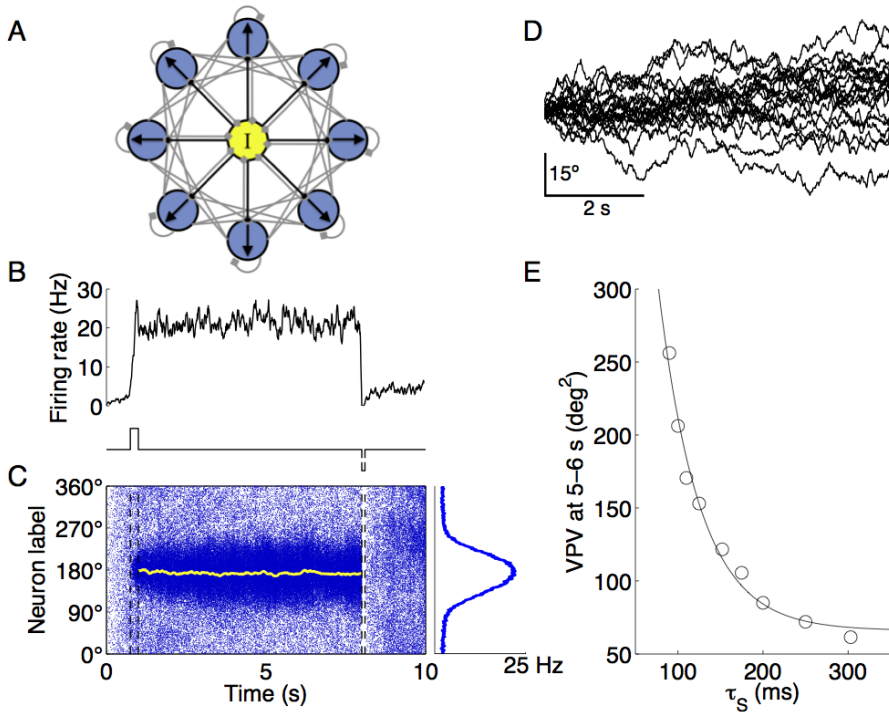 A
I
B
Firing rate (Hz)
30
20
10
0
C
Neuron label
360°
270°
180°
90°
0°
0
5
10
Time (s)
25 Hz
D
15°
2 s
E
VPV at 5–6 s (deg²)
300
250
200
150
100
50
100
200
300
τS (ms)